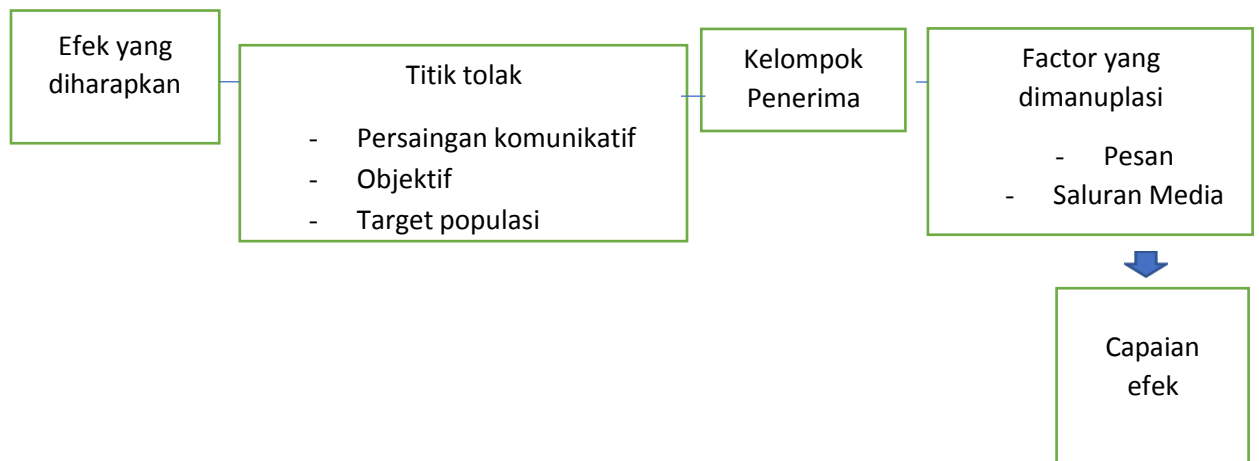 Efek yang
diharapkan
Titik tolak
- Persaingan komunikatif
- Objektif
- Target populasi
Kelompok
Penerima
Factor yang
dimanuplasi
- Pesan
- Saluran Media
Capaian
efek